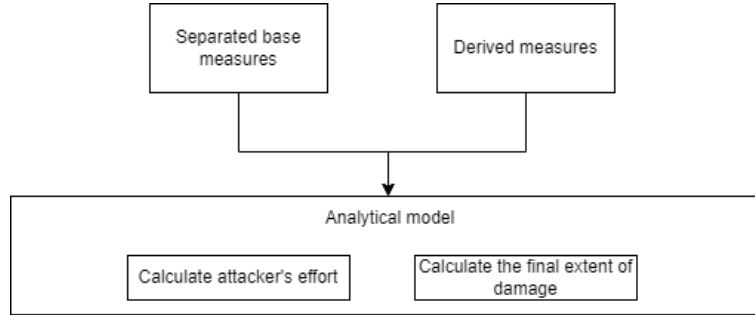 Separated base
measures
Derived measures
Analytical model
Calculate attacker's effort
Calculate the final extent of
damage